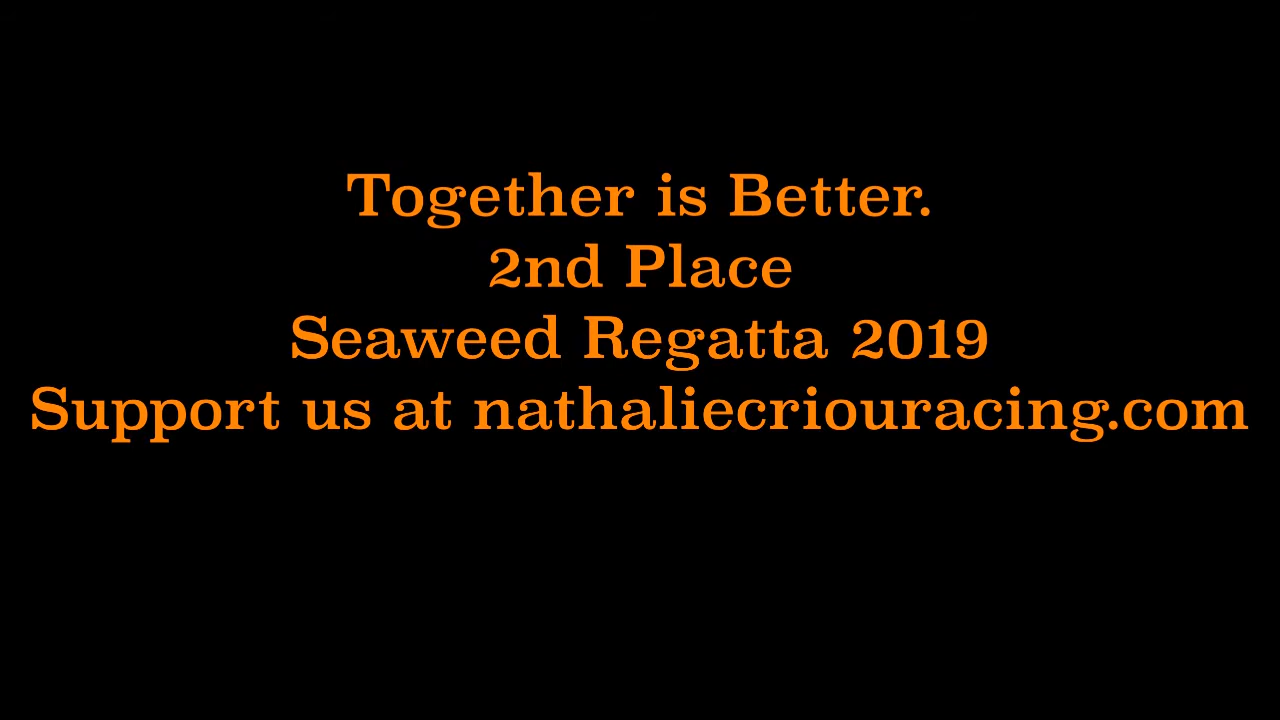 Together is Better.
2nd Place
Seaweed Regatta 2019
Support us at nathaliecriouracing.com